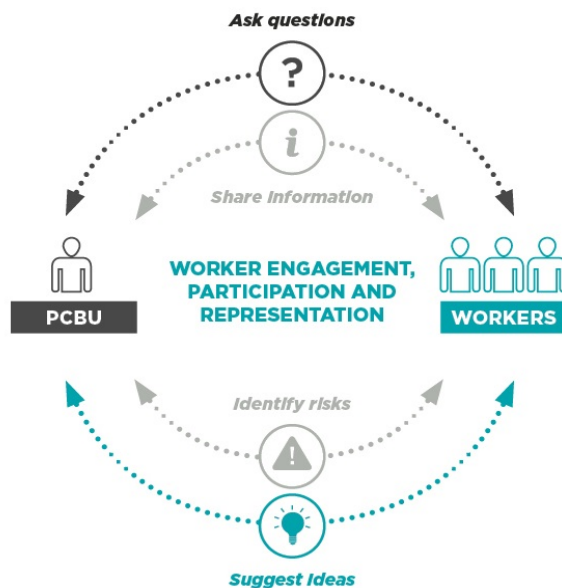 Ask questions
?
i
Share information
WORKER ENGAGEMENT,
PARTICIPATION AND
REPRESENTATION
PCBU
WORKERS
Identify risks
!
Suggest Ideas